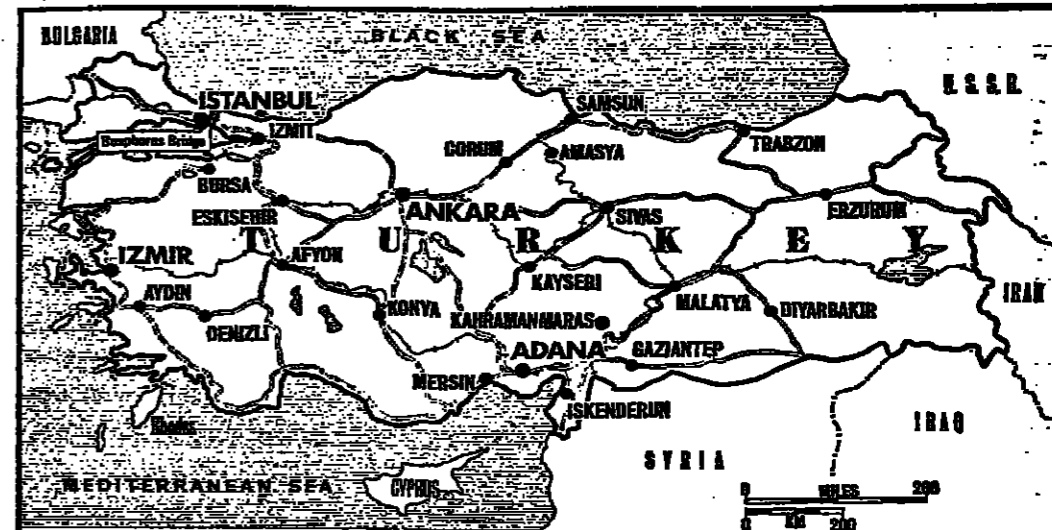 BULGARIA
BLACK SEA
U.S.S.R.
ISTANBUL
SAMSUN
IZMIT
Bosphorus Bridge
TRABZON
CORUM
AMASYA
BURSA
ANKARA
SIVAS
ERZURUM
ESKISEHIR
TURKEY
IZMIR
AFYON
KAYSERI
MALATYA
IRAN
AYDIN
KONYA
DIYARBAKIR
DENIZLI
KAHRAMANMARAS
ADANA
GAZIANTEP
MERSIN
ISKENDERUN
Rhodes
IRAQ
SYRIA
MEDITERRANEAN SEA
CYPRUS
0 MILES 200
0 KM 200